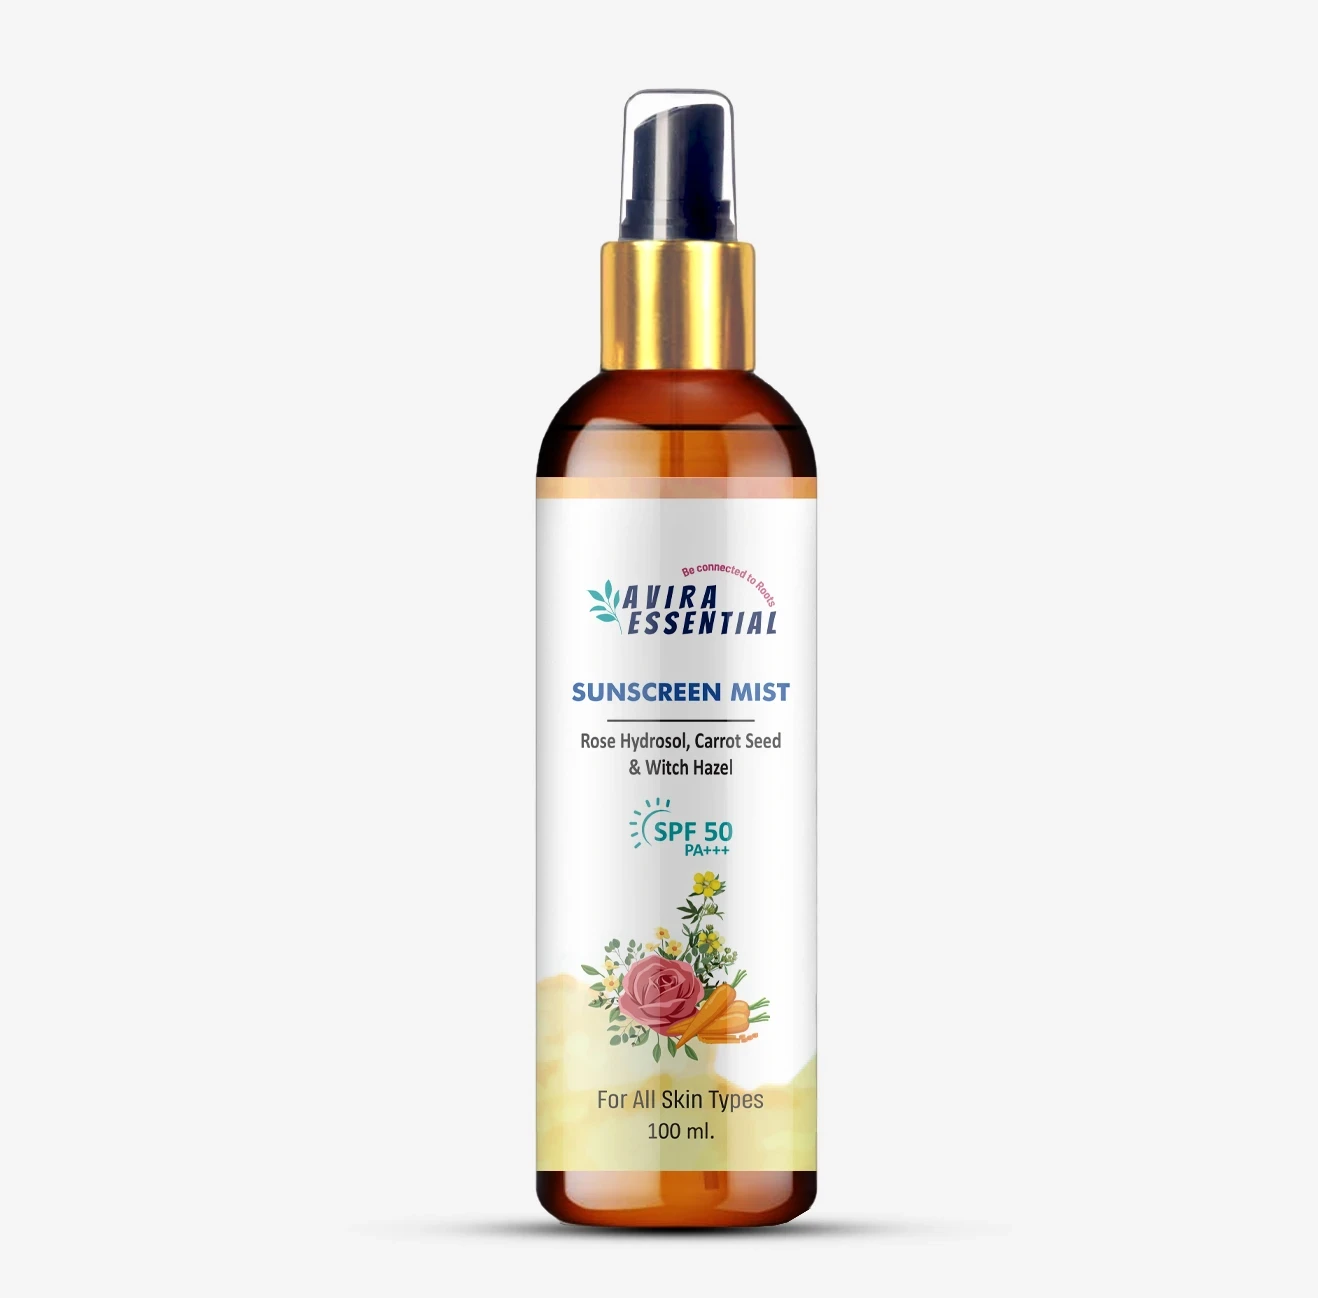 Be connected to Roots
AVIRA
ESSENTIAL
SUNSCREEN MIST
Rose Hydrosol, Carrot Seed
& Witch Hazel
SPF 50
PA+++
For All Skin Types
100 ml.